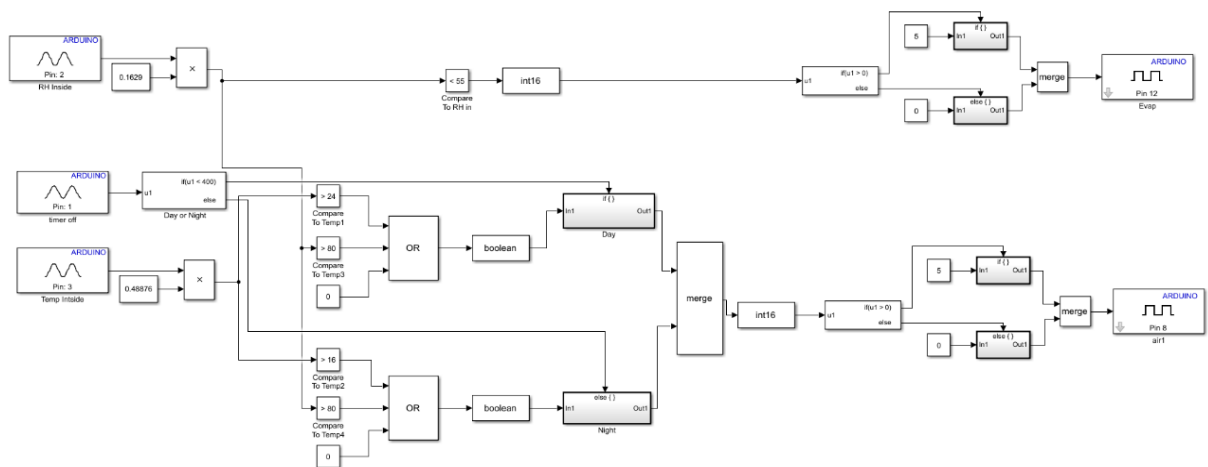 ARDUINO
Pin: 2
RH Inside
0.1629
×
< 55
Compare
To RH in
int16
u1
if(u1 > 0)
else
5
In1
if { }
Out1
0
In1
else { }
Out1
merge
ARDUINO
Pin 12
Evap
ARDUINO
Pin: 1
timer off
u1
if(u1 < 400)
else
Day or Night
ARDUINO
Pin: 3
Temp Intside
0.48876
×
> 24
Compare
To Temp1
> 80
Compare
To Temp3
0
OR
boolean
if { }
In1
Out1
Day
> 16
Compare
To Temp2
> 80
Compare
To Temp4
0
OR
boolean
else { }
In1
Out1
Night
merge
int16
u1
if(u1 > 0)
else
5
In1
if { }
Out1
0
In1
else { }
Out1
merge
ARDUINO
Pin 8
air1